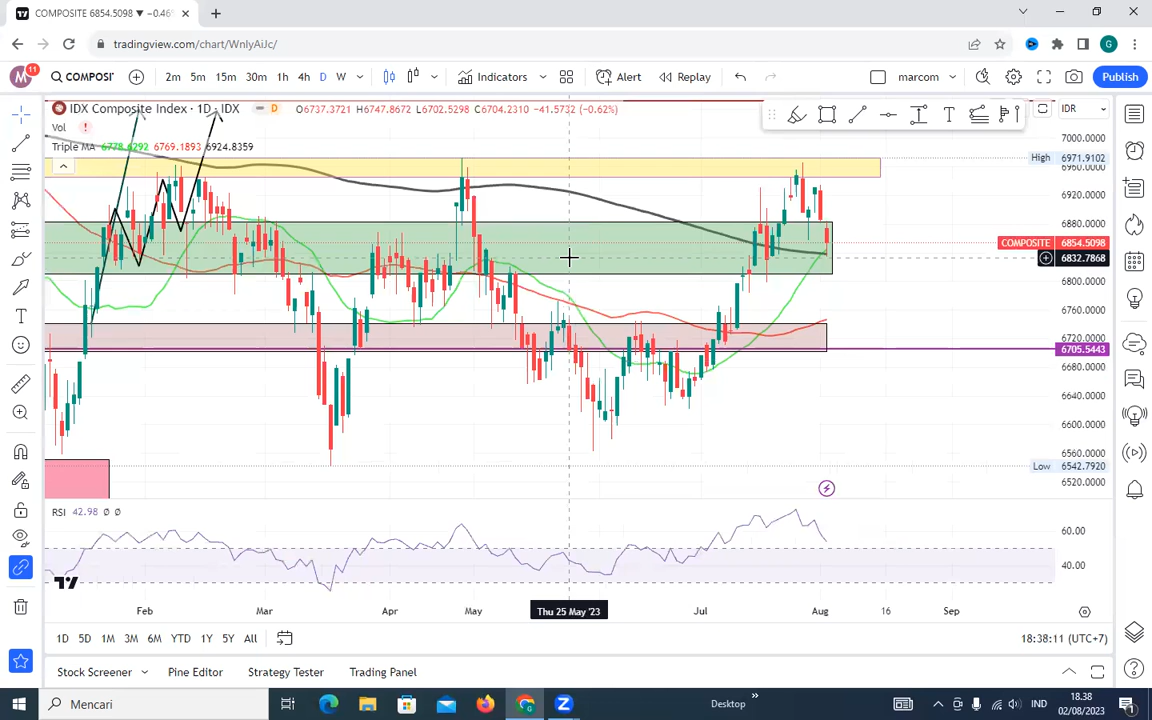 COMPOSITE 6854.5098 ▼ −0.46
tradingview.com/chart/WnlyAiJc/
M 11 COMPOSI 2m 5m 15m 30m 1h 4h D W Indicators Alert Replay marcom Publish
IDX Composite Index · 1D · IDX D O6737.3721 H6747.8672 L6702.5298 C6704.2310 −41.5732 (−0.62%)
IDR
Vol !
Triple MA 6778.6292 6769.1893 6924.8359
7000.0000
High 6971.9102
6960.0000
6920.0000
6880.0000
COMPOSITE 6854.5098
6832.7868
6800.0000
6760.0000
6720.0000
6705.5443
6680.0000
6640.0000
6600.0000
6560.0000
Low 6542.7920
6520.0000
RSI 42.98 ∅ ∅
60.00
40.00
Feb Mar Apr May Thu 25 May '23 Jul Aug 16 Sep
1D 5D 1M 3M 6M YTD 1Y 5Y All 18:38:11 (UTC+7)
Stock Screener Pine Editor Strategy Tester Trading Panel
Mencari Desktop » IND 18.38
02/08/2023